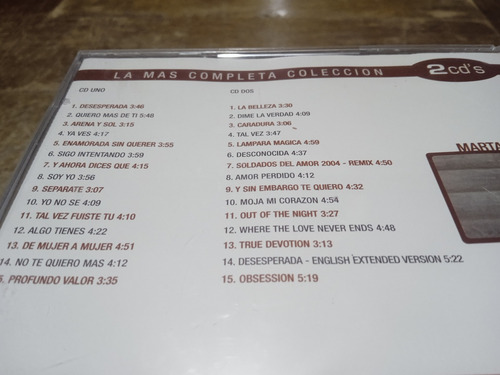 LA MAS COMPLETA COLECCION
2cd's
CD UNO
1. DESESPERADA 3:46
2. QUIERO MAS DE TI 5:46
3. ARENA Y SOL 3:15
4. YA VES 4:17
5. ENAMORADA SIN QUERER 3:55
6. SIGO INTENTANDO 3:59
7. Y AHORA DICES QUE 4:15
8. SOY YO 3:56
9. SEPARATE 3:07
10. YO NO SE 4:09
11. TAL VEZ FUISTE TU 4:10
12. ALGO TIENES 4:22
13. DE MUJER A MUJER 4:51
14. NO TE QUIERO MAS 4:12
5. PROFUNDO VALOR 3:35
CD DOS
1. LA BELLEZA 3:30
2. DIME LA VERDAD 4:09
3. CARADURA 3:06
4. TAL VEZ 3:47
5. LAMPARA MAGICA 4:59
6. DESCONOCIDA 4:37
7. SOLDADOS DEL AMOR 2004 - REMIX 4:50
8. AMOR PERDIDO 4:12
9. Y SIN EMBARGO TE QUIERO 4:32
10. MOJA MI CORAZON 4:54
11. OUT OF THE NIGHT 3:27
12. WHERE THE LOVE NEVER ENDS 4:48
13. TRUE DEVOTION 3:13
14. DESESPERADA - ENGLISH EXTENDED VERSION 5:22
15. OBSESSION 5:19
MARTA